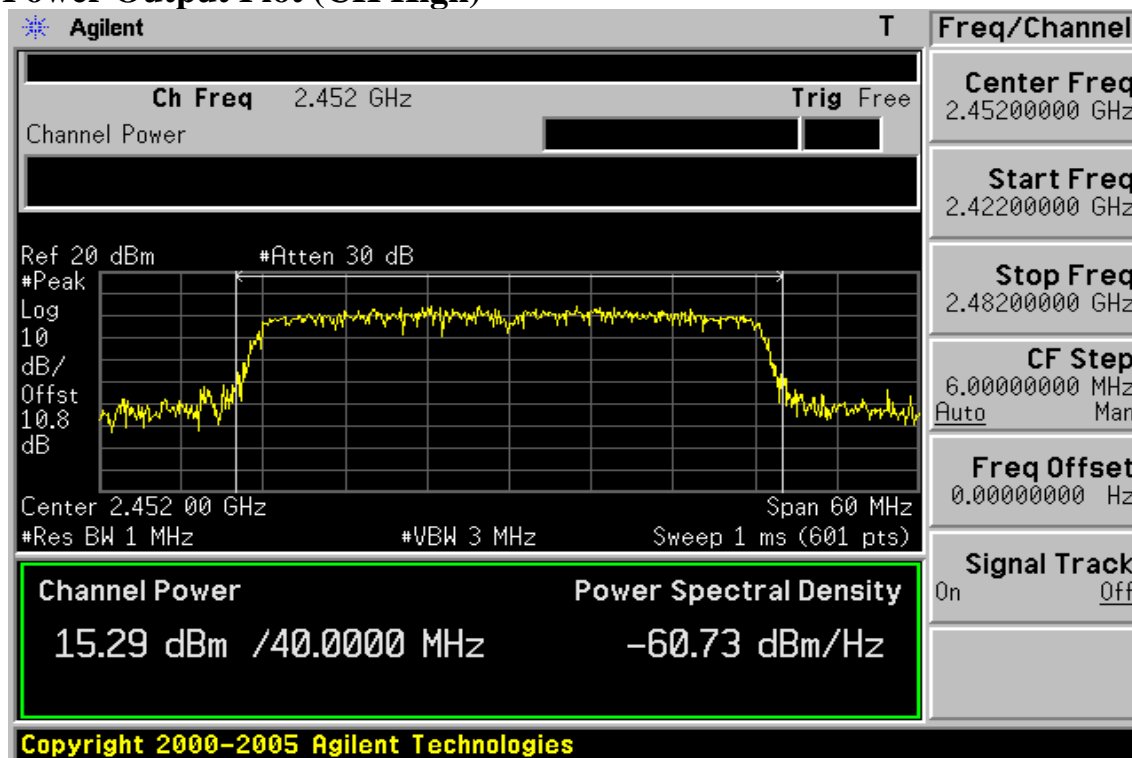 Power Output Plot (CH High)
Agilent T
Freq/Channel
Ch Freq 2.452 GHz Trig Free
Channel Power
Center Freq
2.45200000 GHz
Start Freq
2.42200000 GHz
Stop Freq
2.48200000 GHz
CF Step
6.00000000 MHz
Auto Man
Freq Offset
0.00000000 Hz
Signal Track
On Off
Ref 20 dBm #Atten 30 dB
#Peak
Log
10
dB/
Offst
10.8
dB
Center 2.452 00 GHz Span 60 MHz
#Res BW 1 MHz #VBW 3 MHz Sweep 1 ms (601 pts)
Channel Power Power Spectral Density
15.29 dBm /40.0000 MHz -60.73 dBm/Hz
Copyright 2000-2005 Agilent Technologies